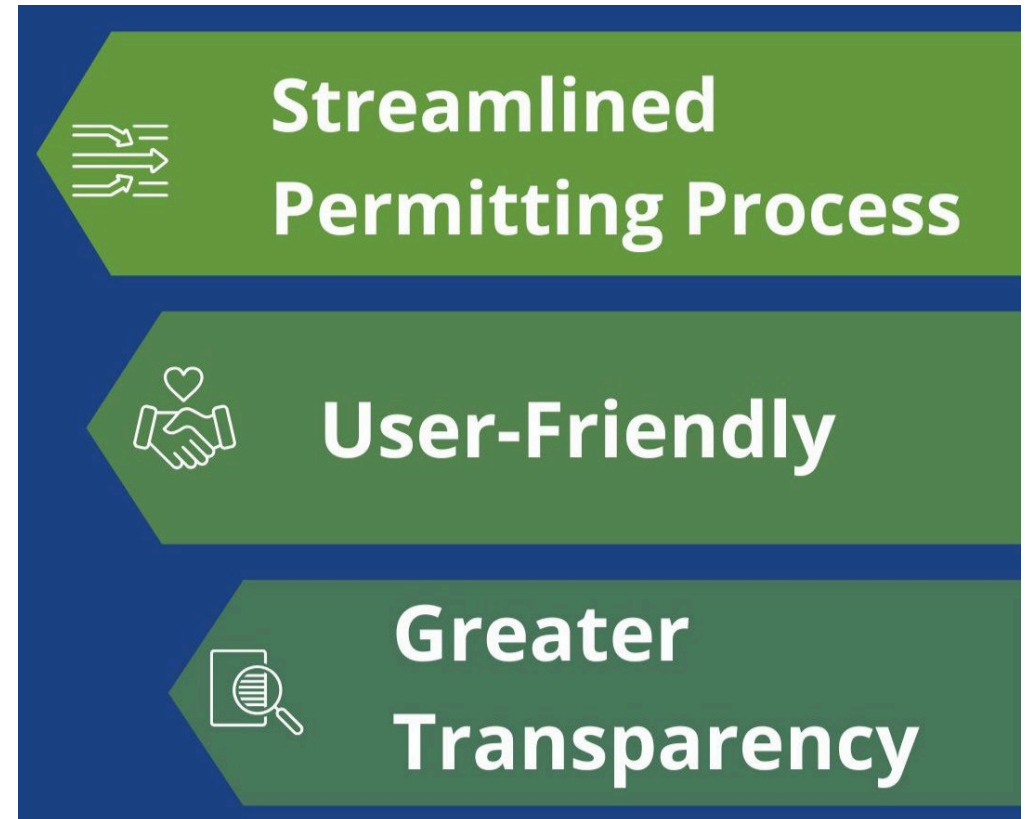 Streamlined
Permitting Process
User-Friendly
Greater
Transparency